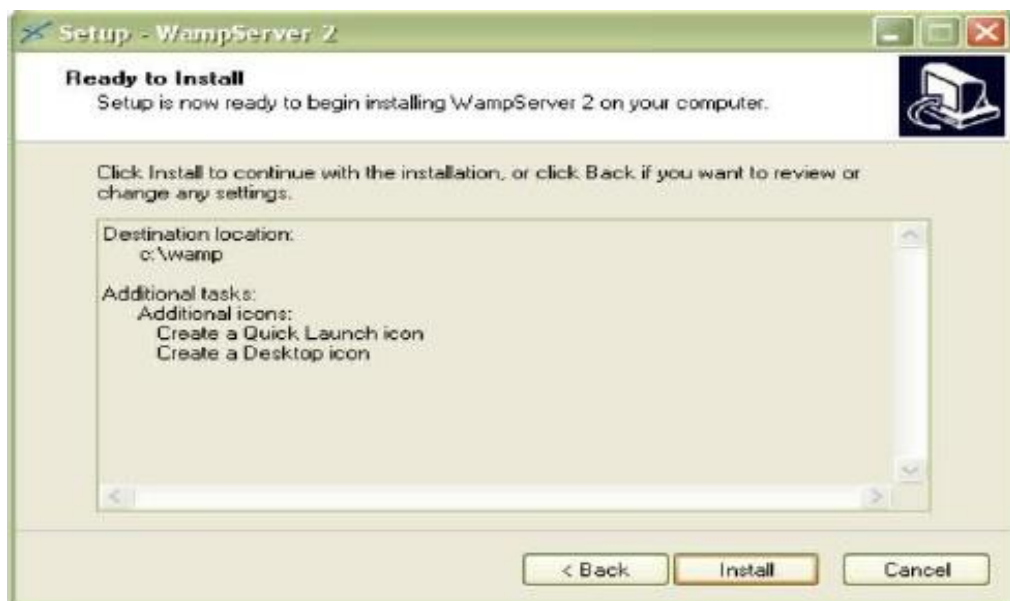 Setup - WampServer 2
Ready to Install
Setup is now ready to begin installing WampServer 2 on your computer.
Click Install to continue with the installation, or click Back if you want to review or
change any settings.
Destination location:
c:\wamp
Additional tasks:
Additional icons:
Create a Quick Launch icon
Create a Desktop icon
< Back
Install
Cancel